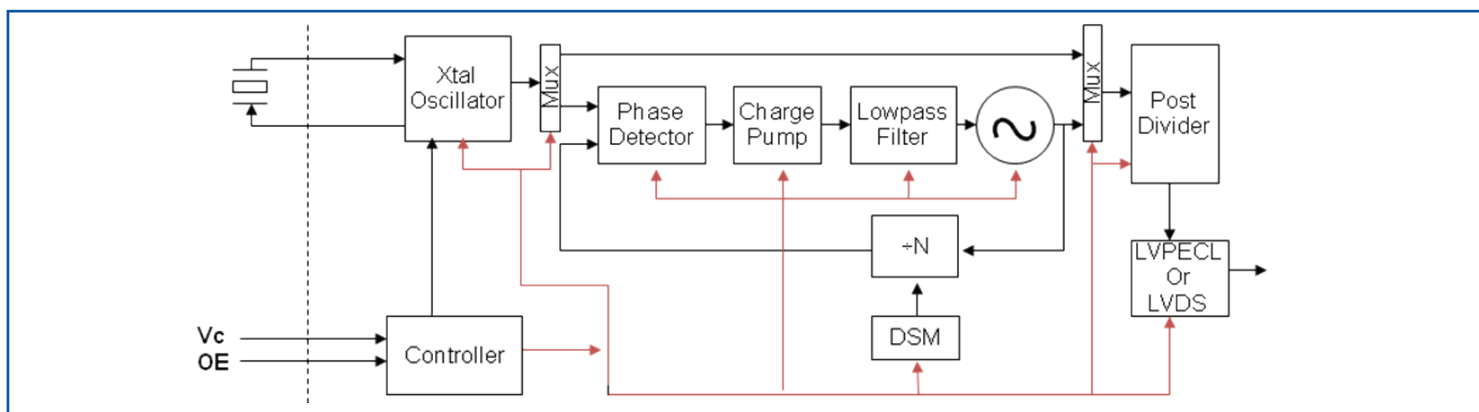 Xtal
Oscillator
Mux
Phase
Detector
Charge
Pump
Lowpass
Filter
Mux
Post
Divider
÷N
LVPECL
Or
LVDS
DSM
Vc
OE
Controller